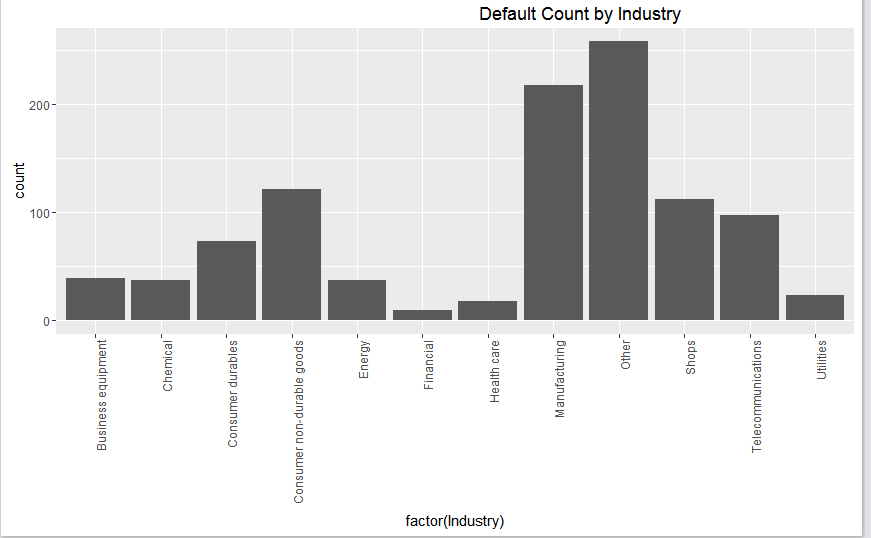 Default Count by Industry
count
200
100
0
Business equipment
Chemical
Consumer durables
Consumer non-durable goods
Energy
Financial
Health care
Manufacturing
Other
Shops
Telecommunications
Utilities
factor(Industry)